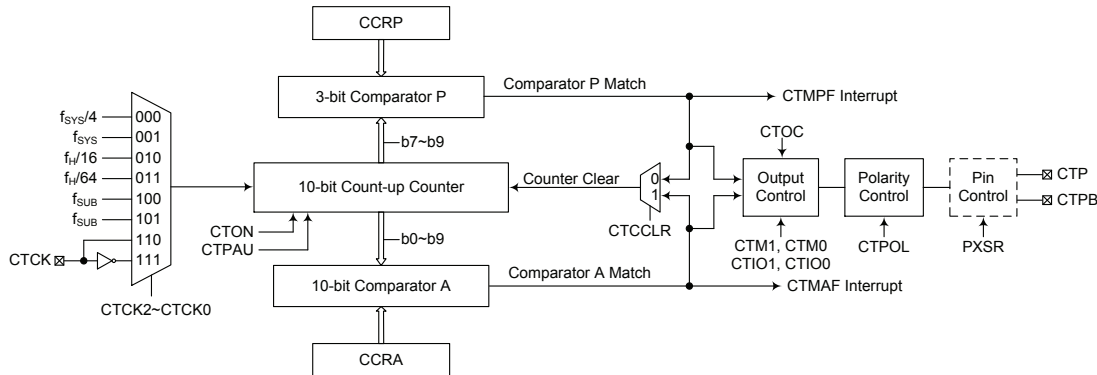 CCRP
3-bit Comparator P
Comparator P Match
CTMPF Interrupt
b7~b9
fSYS/4
000
fSYS
001
fH/16
010
fH/64
011
fSUB
100
fSUB
101
110
111
CTCK
CTCK2~CTCK0
10-bit Count-up Counter
CTON
CTPAU
Counter Clear
0
1
CTCCLR
CTOC
Output
Control
CTM1, CTM0
CTIO1, CTIO0
Polarity
Control
CTPOL
Pin
Control
PXSR
CTP
CTPB
b0~b9
10-bit Comparator A
Comparator A Match
CTMAF Interrupt
CCRA